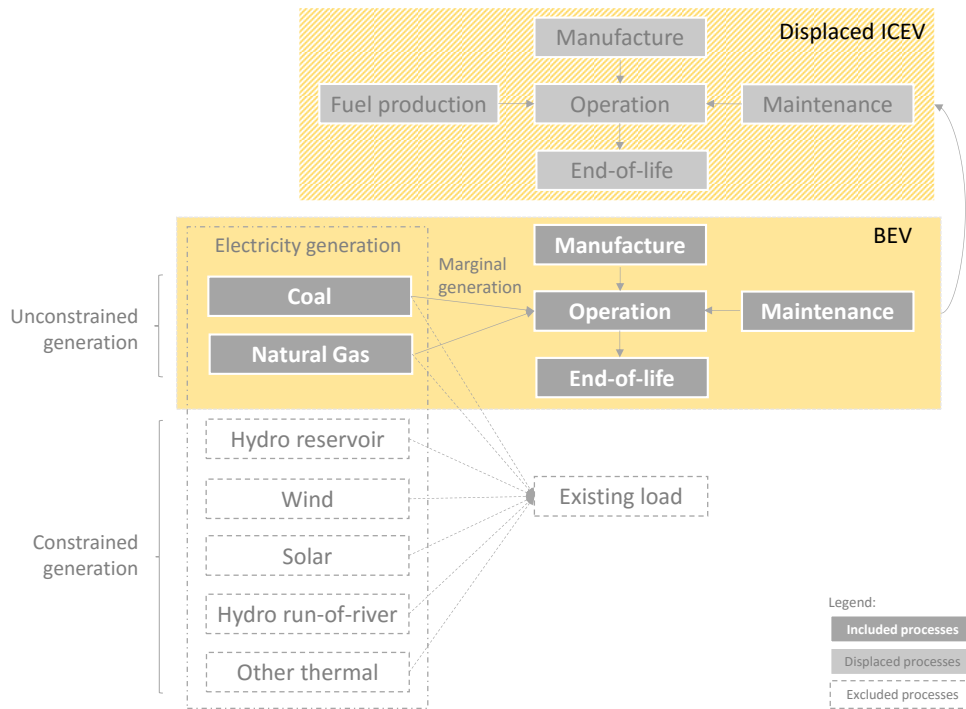 Displaced ICEV
Manufacture
Fuel production
Operation
Maintenance
End-of-life
BEV
Electricity generation
Manufacture
Marginal
generation
Coal
Operation
Maintenance
Unconstrained
generation
Natural Gas
End-of-life
Hydro reservoir
Wind
Existing load
Constrained
generation
Solar
Hydro run-of-river
Other thermal
Legend:
Included processes
Displaced processes
Excluded processes